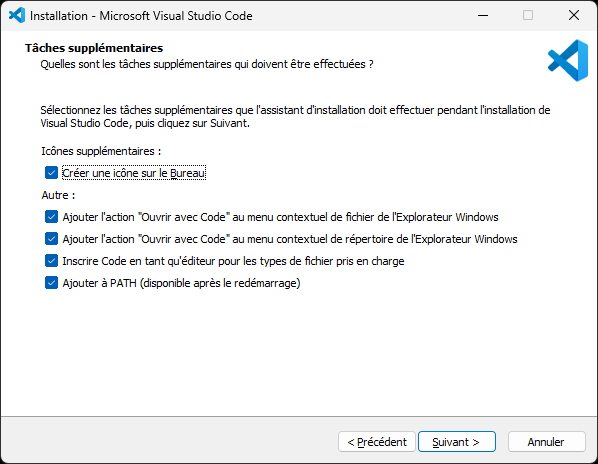 Installation - Microsoft Visual Studio Code
Tâches supplémentaires
Quelles sont les tâches supplémentaires qui doivent être effectuées ?
Sélectionnez les tâches supplémentaires que l'assistant d'installation doit effectuer pendant l'installation de
Visual Studio Code, puis cliquez sur Suivant.
Icônes supplémentaires :
Créer une icône sur le Bureau
Autre :
Ajouter l'action "Ouvrir avec Code" au menu contextuel de fichier de l'Explorateur Windows
Ajouter l'action "Ouvrir avec Code" au menu contextuel de répertoire de l'Explorateur Windows
Inscrire Code en tant qu'éditeur pour les types de fichier pris en charge
Ajouter à PATH (disponible après le redémarrage)
< Précédent
Suivant >
Annuler